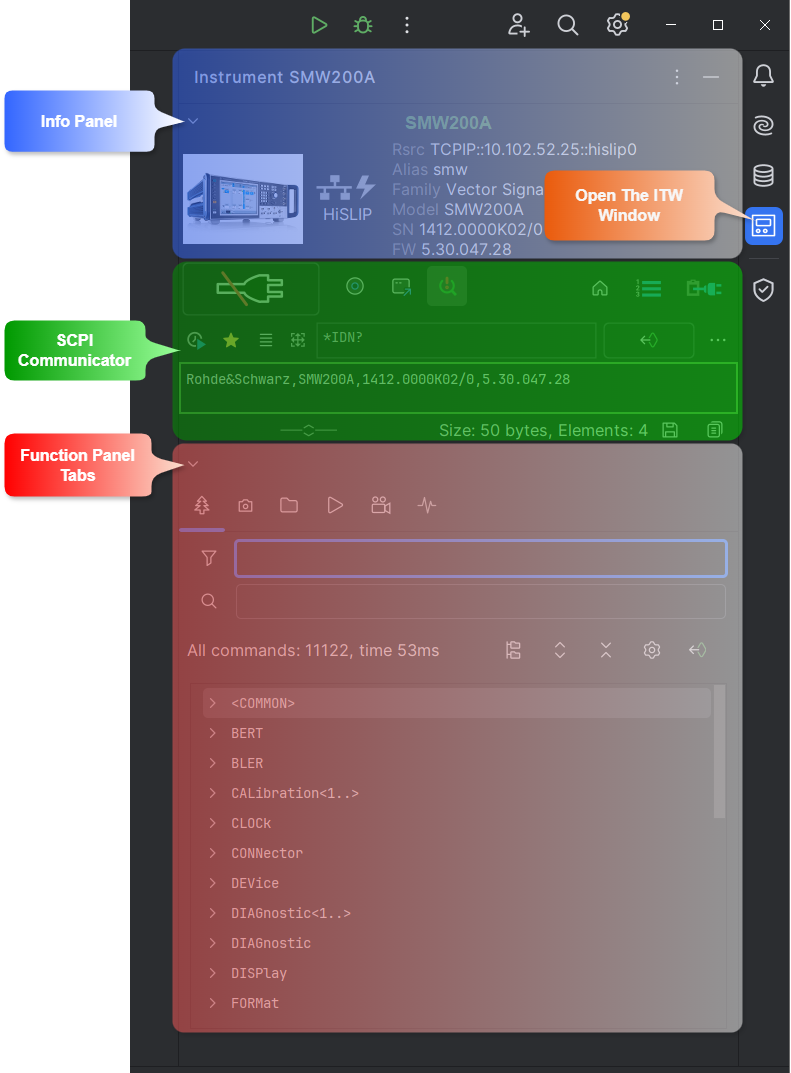 Instrument SMW200A
Info Panel
SMW200A
Rsrc TCPIP::10.102.52.25::hislip0
Alias smw
Family Vector Signa
Model SMW200A
SN 1412.0000K02/0
FW 5.30.047.28
HiSLIP
Open The ITW
Window
SCPI
Communicator
*IDN?
Rohde&Schwarz,SMW200A,1412.0000K02/0,5.30.047.28
Size: 50 bytes, Elements: 4
Function Panel
Tabs
All commands: 11122, time 53ms
<COMMON>
BERT
BLER
CALibration<1..>
CLOCk
CONNector
DEVice
DIAGnostic<1..>
DIAGnostic
DISPlay
FORMat